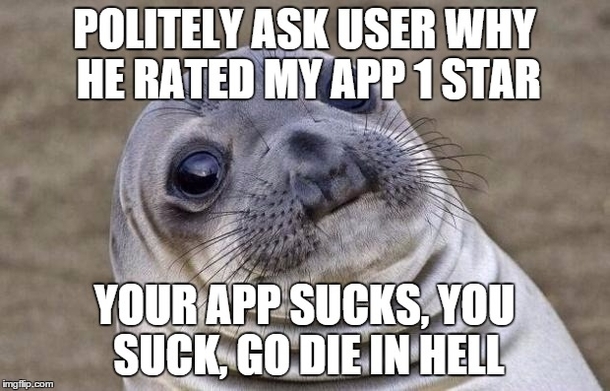 POLITELY ASK USER WHY
HE RATED MY APP 1 STAR
YOUR APP SUCKS, YOU
SUCK, GO DIE IN HELL
imgflip.com